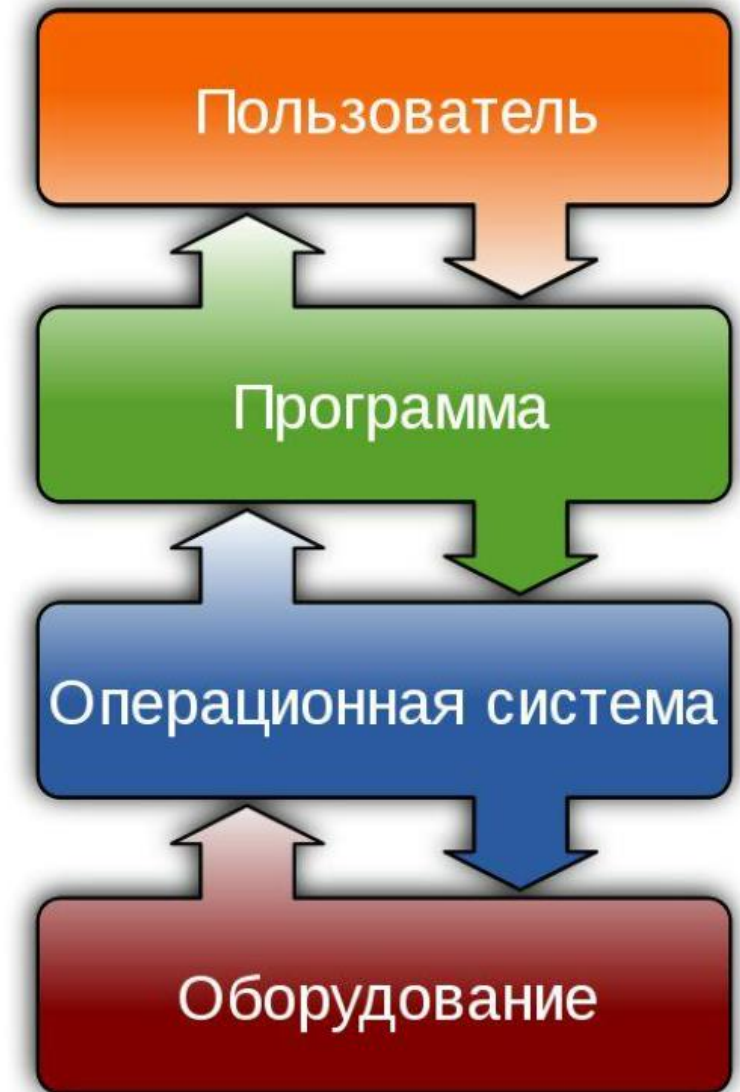 Пользователь
Программа
Операционная система
Оборудование